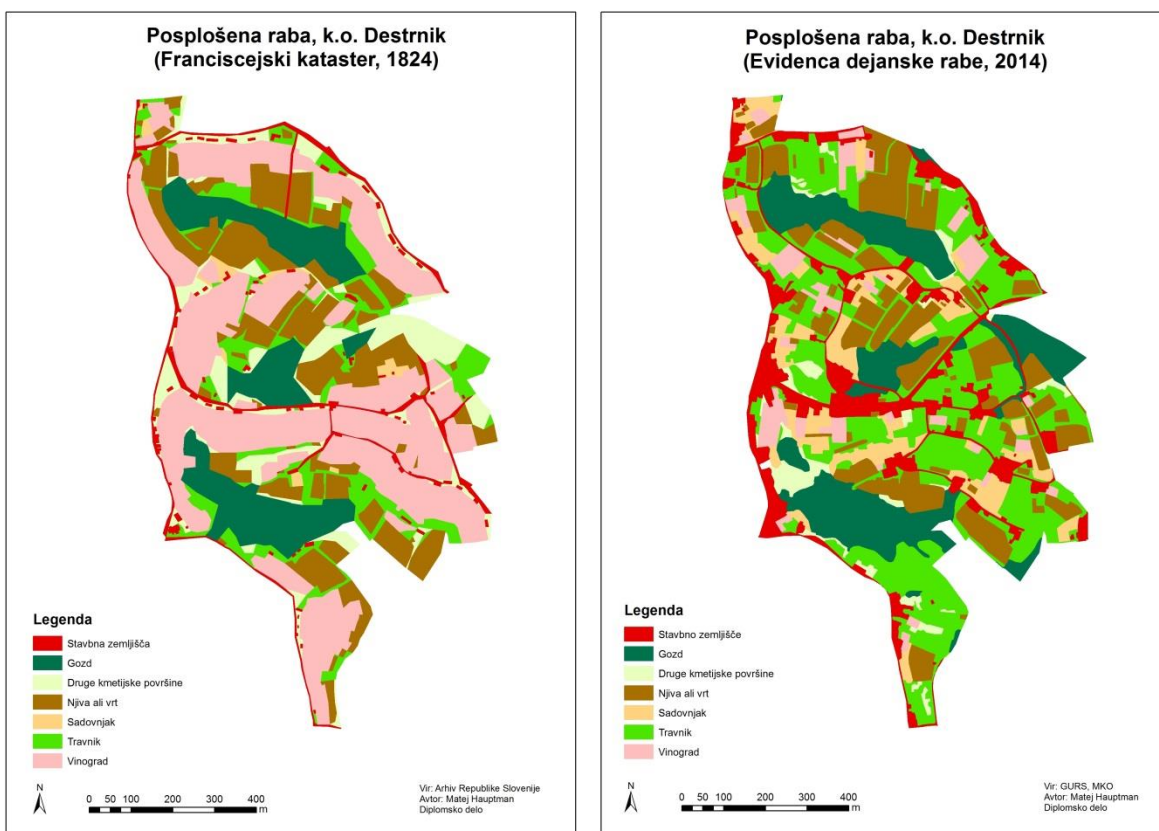 Posplošena raba, k.o. Destrnik
(Franciscejski kataster, 1824)
Legenda
Stavbna zemljišča
Gozd
Druge kmetijske površine
Njiva ali vrt
Sadovnjak
Travnik
Vinograd
N
0 50 100 200 300 400
m
Vir: Arhiv Republike Slovenije
Avtor: Matej Hauptman
Diplomsko delo
Posplošena raba, k.o. Destrnik
(Evidenca dejanske rabe, 2014)
Legenda
Stavbno zemljišče
Gozd
Druge kmetijske površine
Njiva ali vrt
Sadovnjak
Travnik
Vinograd
N
0 50 100 200 300 400
m
Vir: GURS, MKO
Avtor: Matej Hauptman
Diplomsko delo